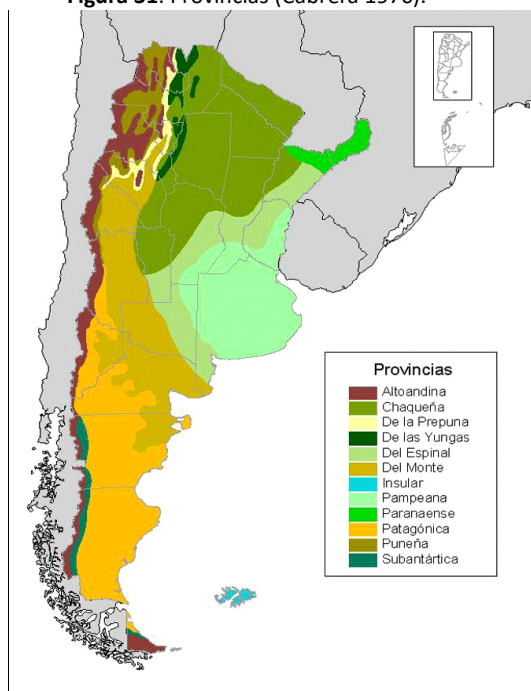 Figura 31. Provincias (Cabrera 1976).
Provincias
Altoandina
Chaqueña
De la Prepuna
De las Yungas
Del Espinal
Del Monte
Insular
Pampeana
Paranaense
Patagónica
Puneña
Subantártica